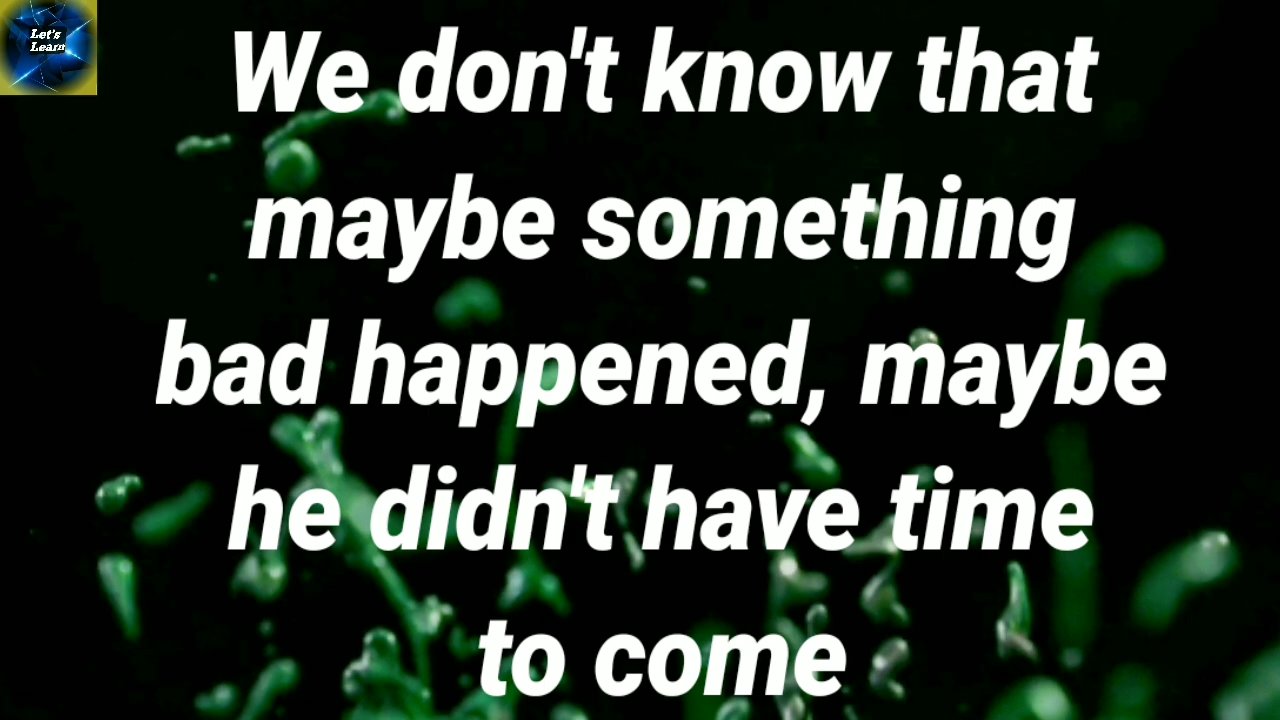 Let's
Learn
We don't know that
maybe something
bad happened, maybe
he didn't have time
to come